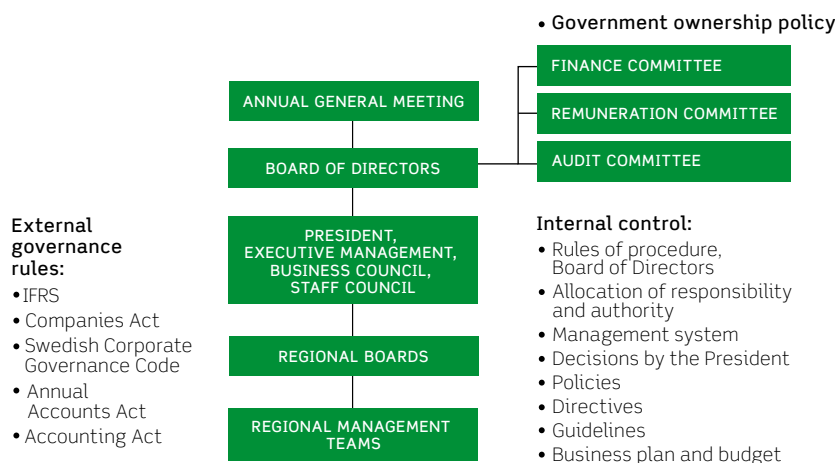 • Government ownership policy
FINANCE COMMITTEE
ANNUAL GENERAL MEETING
REMUNERATION COMMITTEE
BOARD OF DIRECTORS
AUDIT COMMITTEE
External
governance
rules:
• IFRS
• Companies Act
• Swedish Corporate
Governance Code
• Annual
Accounts Act
• Accounting Act
PRESIDENT,
EXECUTIVE MANAGEMENT,
BUSINESS COUNCIL,
STAFF COUNCIL
REGIONAL BOARDS
REGIONAL MANAGEMENT
TEAMS
Internal control:
• Rules of procedure,
Board of Directors
• Allocation of responsibility
and authority
• Management system
• Decisions by the President
• Policies
• Directives
• Guidelines
• Business plan and budget